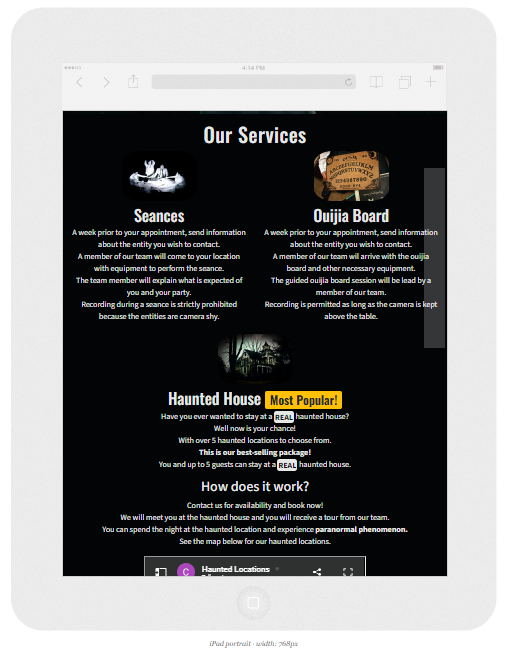 4:14 PM
Our Services
Seances
A week prior to your appointment, send information
about the entity you wish to contact.
A member of our team will come to your location
with equipment to perform the seance.
The team member will explain what is expected of
you and your party.
Recording during a seance is strictly prohibited
because the entities are camera shy.
Ouijia Board
A week prior to your appointment, send information
about the entity you wish to contact.
A member of our team wil arrive with the ouijia
board and other necessary equipment.
The guided ouijia board session will be lead by a
member of our team.
Recording is permitted as long as the camera is kept
above the table.
Haunted House Most Popular!
Have you ever wanted to stay at a REAL haunted house?
Well now is your chance!
With over 5 haunted locations to choose from.
This is our best-selling package!
You and up to 5 guests can stay at a REAL haunted house.
How does it work?
Contact us for availability and book now!
We will meet you at the haunted house and you will receive a tour from our team.
You can spend the night at the haunted location and experience paranormal phenomenon.
See the map below for our haunted locations.
C
Haunted Locations
iPad portrait · width: 768px